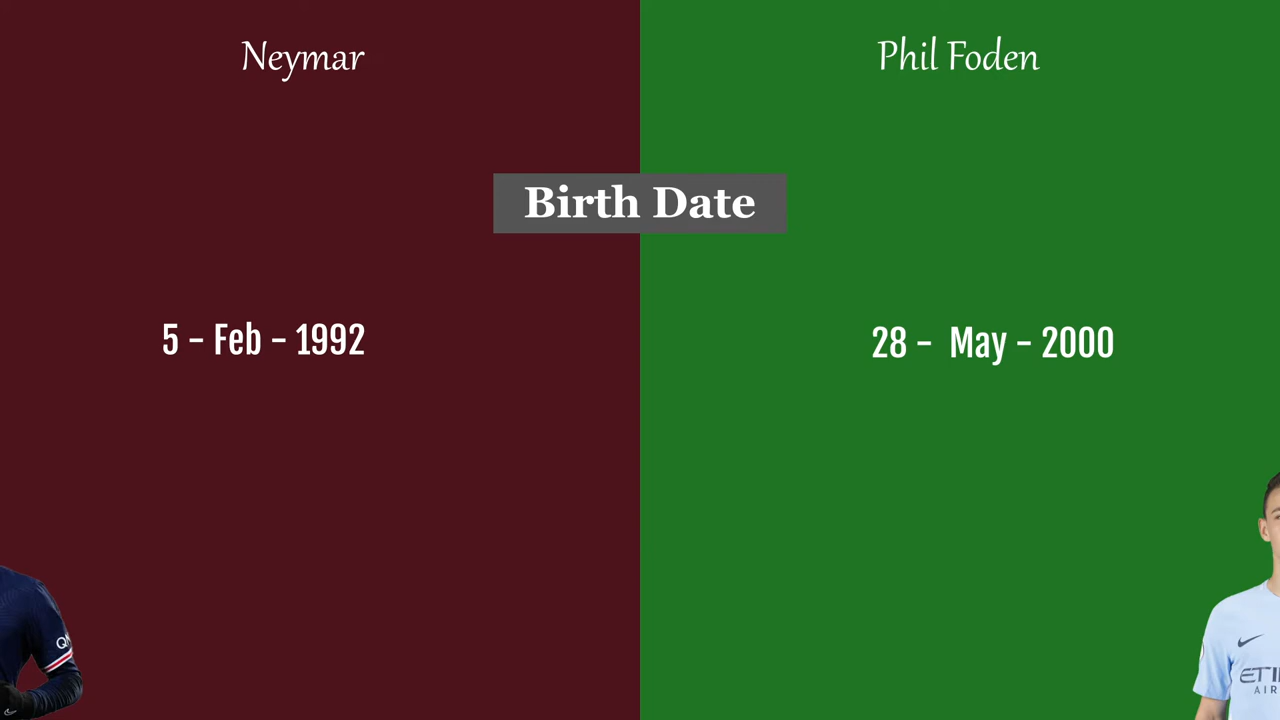 Neymar
Phil Foden
Birth Date
5 - Feb - 1992
28 - May - 2000